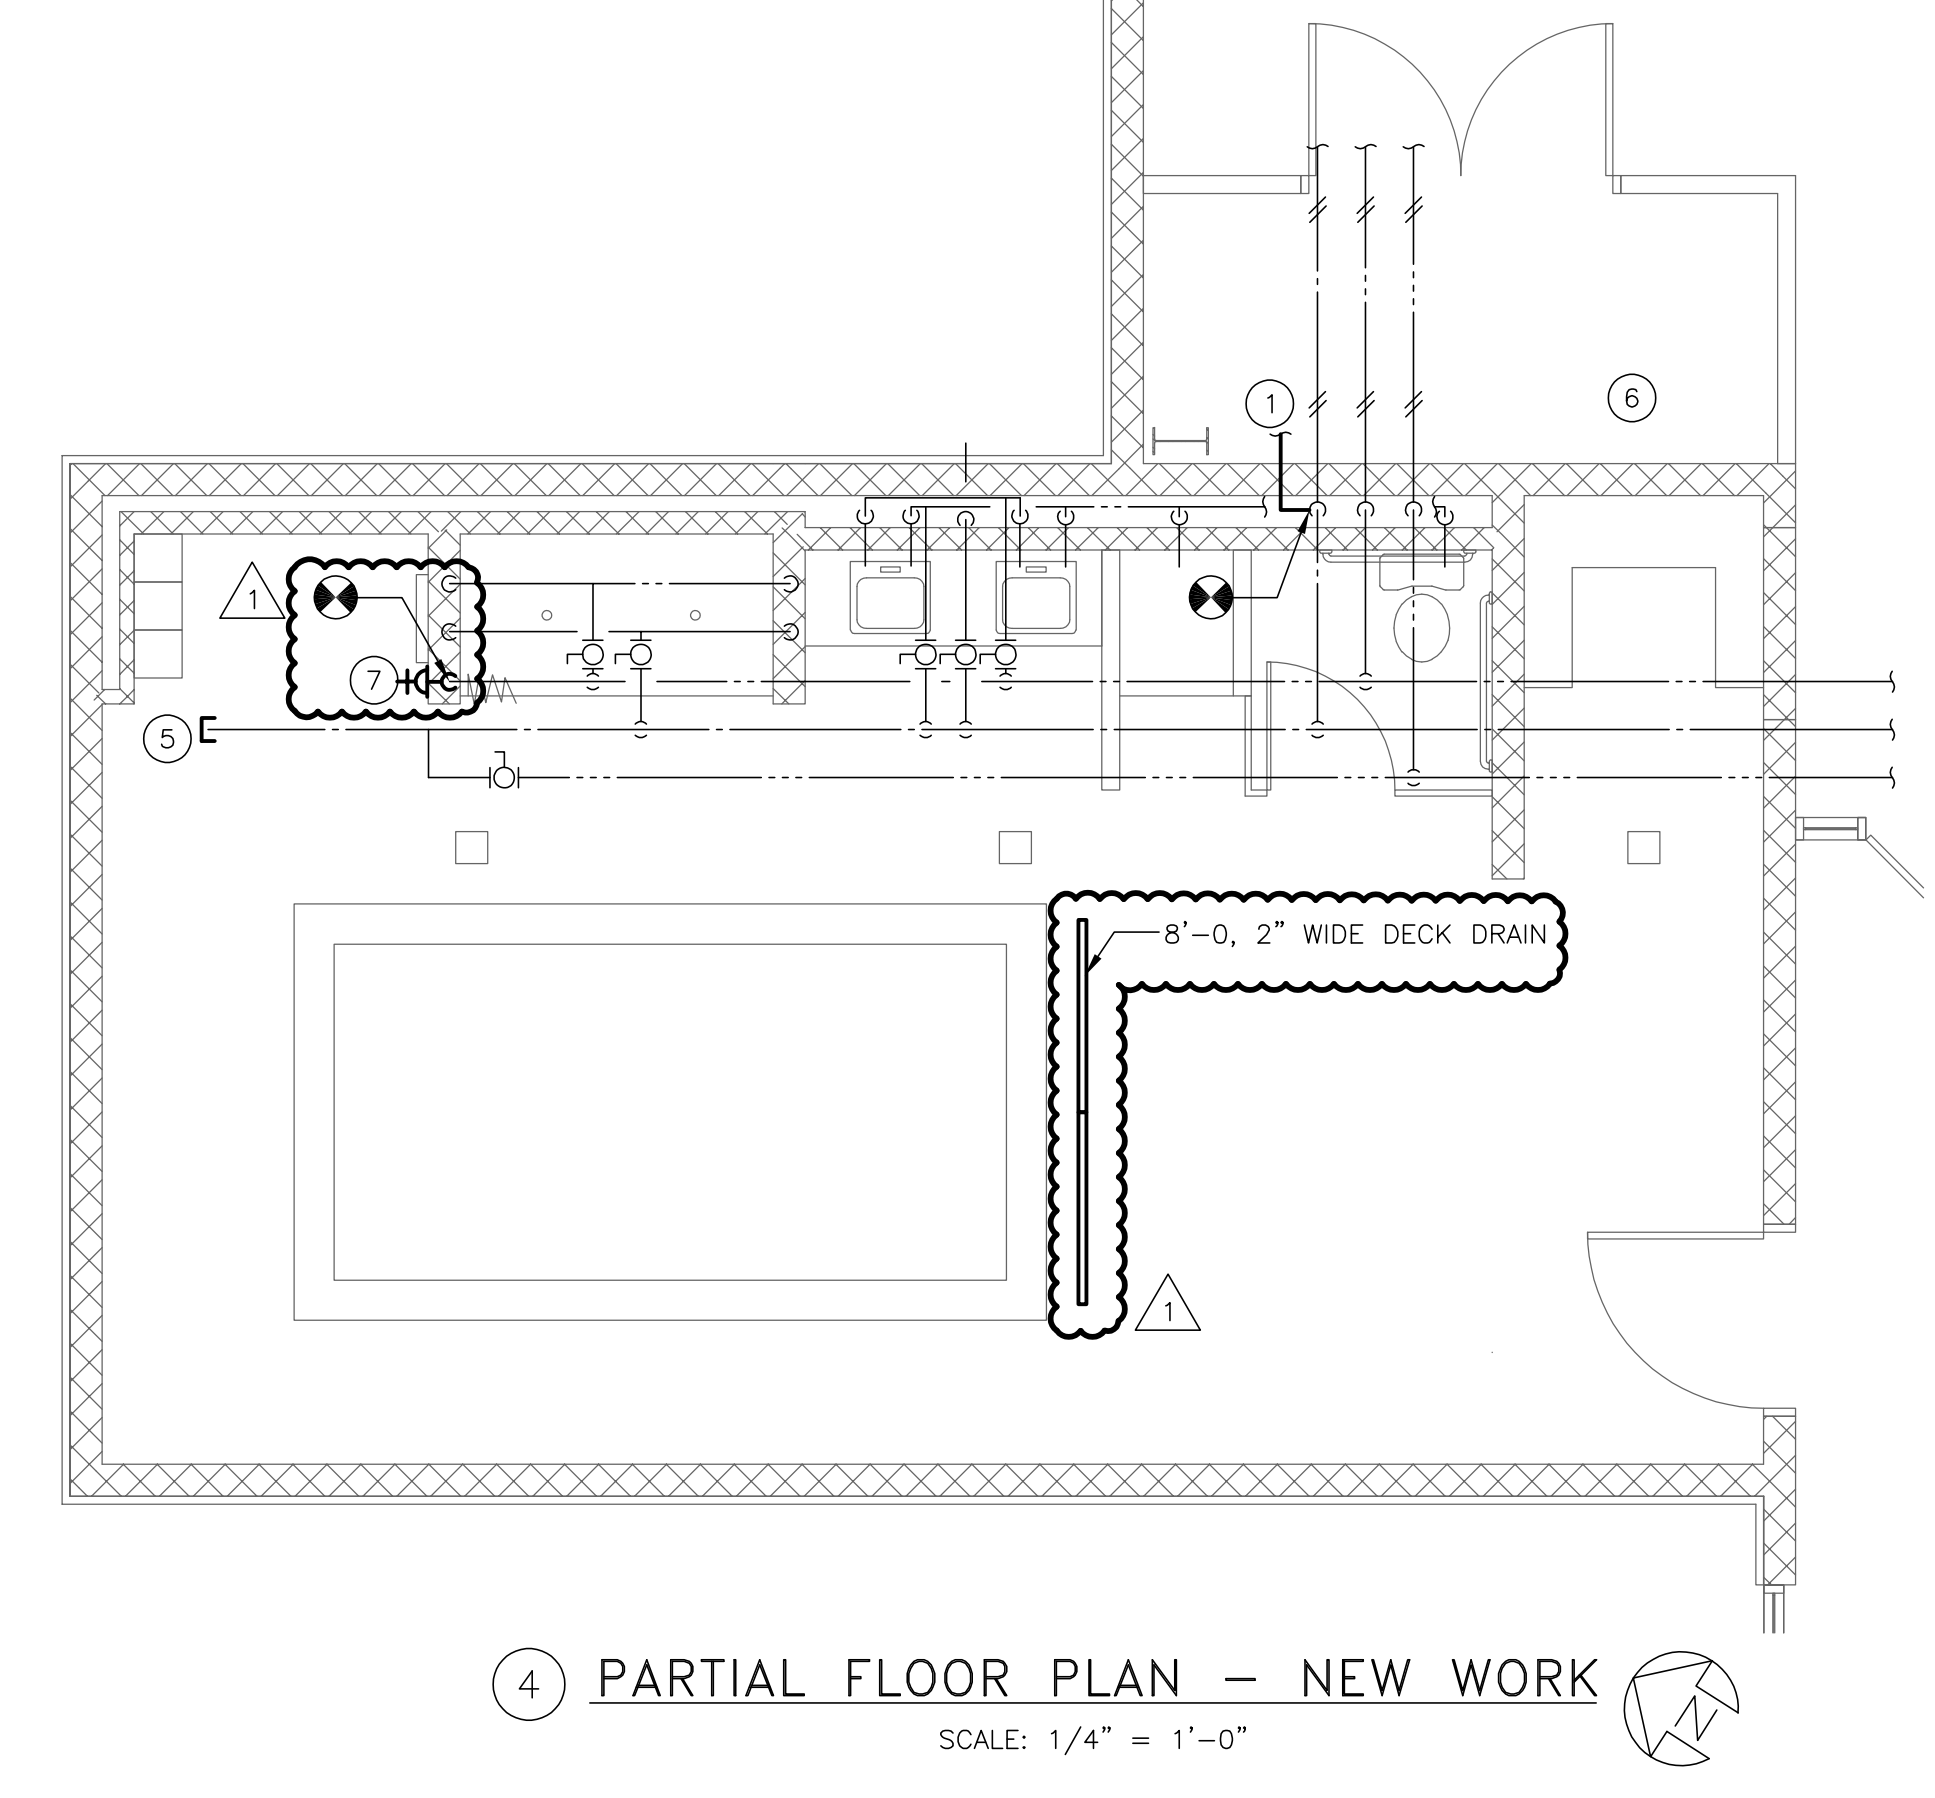 1
6
1
7
5
8'-0, 2" WIDE DECK DRAIN
1
4 PARTIAL FLOOR PLAN - NEW WORK
SCALE: 1/4" = 1'-0"
N